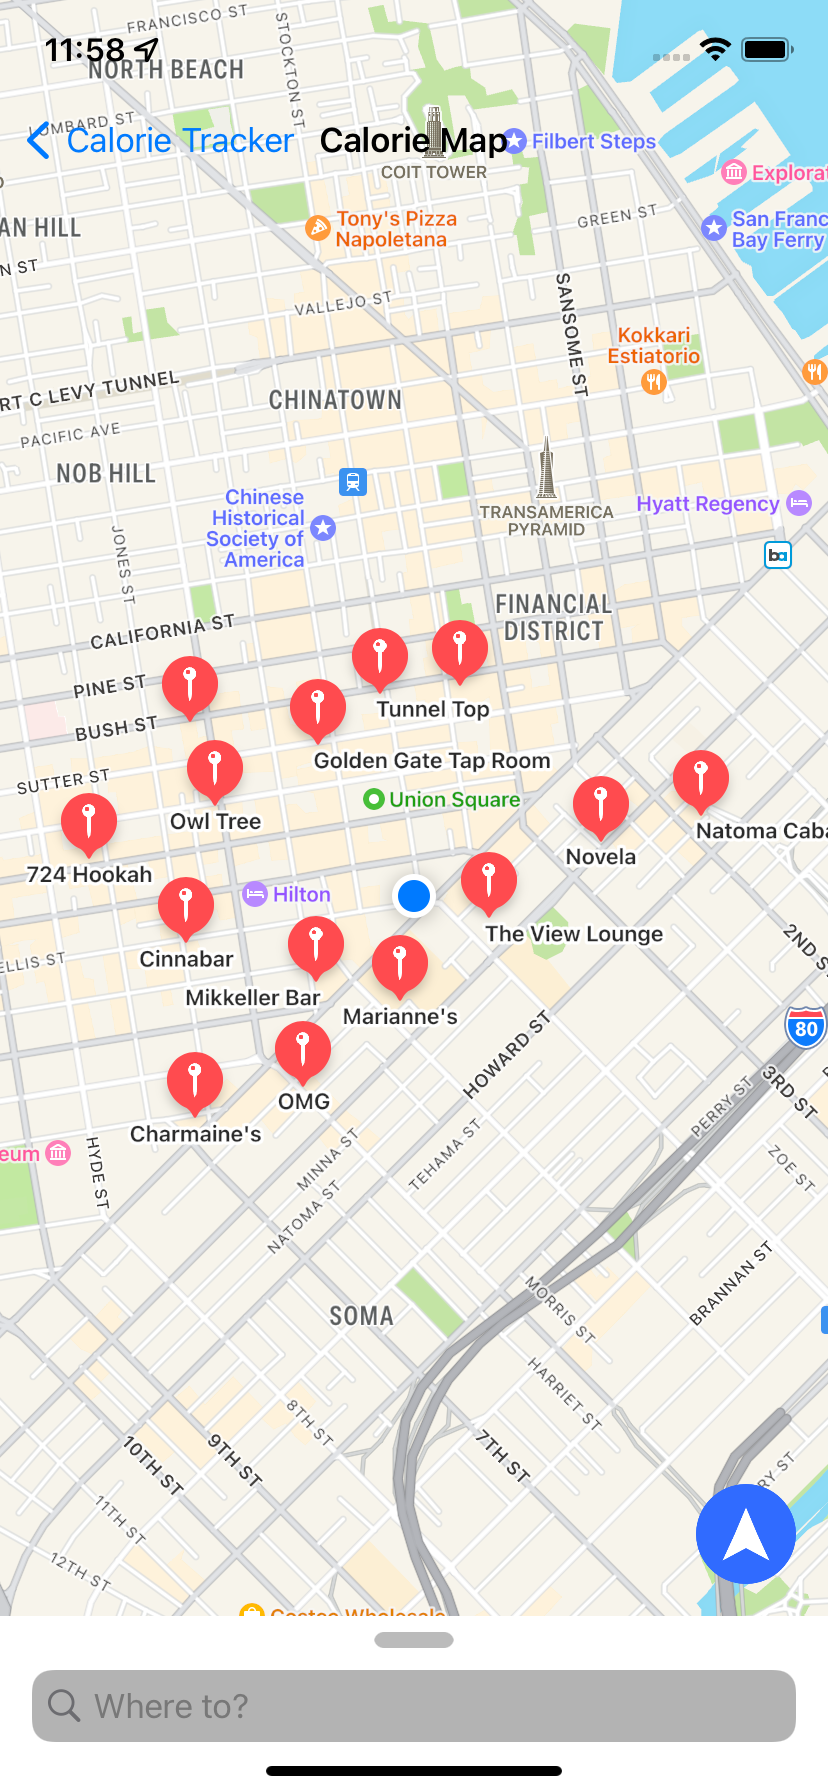 FRANCISCO ST
STOCKTON ST
11:58
NORTH BEACH
LOMBARD ST
Calorie Tracker
Calorie Map
Filbert Steps
COIT TOWER
Explorat
Tony's Pizza
Napoletana
GREEN ST
San Franc
Bay Ferry
AN HILL
N ST
VALLEJO ST
SANSOME ST
Kokkari
Estiatorio
RT C LEVY TUNNEL
CHINATOWN
PACIFIC AVE
NOB HILL
Chinese
Historical
Society of
America
TRANSAMERICA
PYRAMID
Hyatt Regency
ba
JONES ST
CALIFORNIA ST
FINANCIAL
DISTRICT
PINE ST
Tunnel Top
BUSH ST
Golden Gate Tap Room
SUTTER ST
Union Square
Owl Tree
Natoma Caba
Novela
724 Hookah
Hilton
The View Lounge
2ND S
Cinnabar
ELLIS ST
Mikkeller Bar
Marianne's
80
HOWARD ST
3RD ST
PERRY ST
OMG
Charmaine's
eum
HYDE ST
MINNA ST
TEHAMA ST
ZOE ST
NATOMA ST
BRANNAN ST
SOMA
MORRIS ST
HARRIET ST
8TH ST
7TH ST
9TH ST
10TH ST
RY ST
11TH ST
12TH ST
Costco Wholesale
Where to?